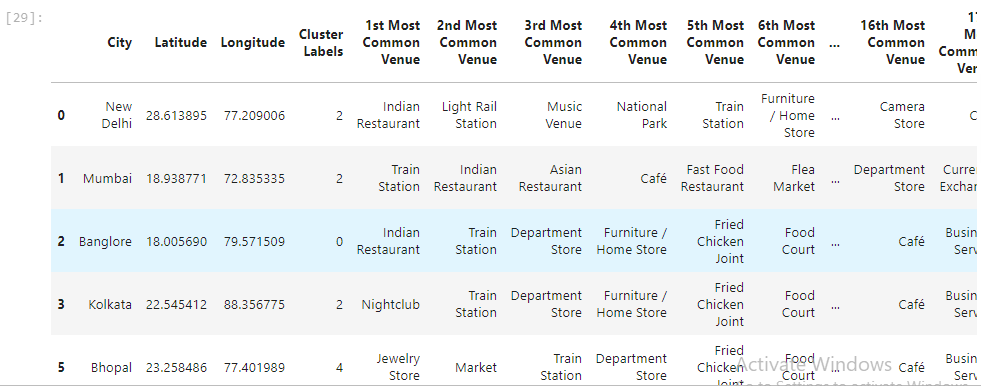 [29]:
City Latitude Longitude Cluster Labels 1st Most Common Venue 2nd Most Common Venue 3rd Most Common Venue 4th Most Common Venue 5th Most Common Venue 6th Most Common Venue ... 16th Most Common Venue
0 New Delhi 28.613895 77.209006 2 Indian Restaurant Light Rail Station Music Venue National Park Train Station Furniture / Home Store ... Camera Store C
1 Mumbai 18.938771 72.835335 2 Train Station Indian Restaurant Asian Restaurant Café Fast Food Restaurant Flea Market ... Department Store
2 Banglore 18.005690 79.571509 0 Indian Restaurant Train Station Department Store Furniture / Home Store Fried Chicken Joint Food Court ... Café Busin Serv
3 Kolkata 22.545412 88.356775 2 Nightclub Train Station Department Store Furniture / Home Store Fried Chicken Joint Food Court ... Café Busin Serv
5 Bhopal 23.258486 77.401989 4 Jewelry Store Market Train Station Department Store Fried Chicken Joint Food Court ... Café Busin Serv
Activate Windows